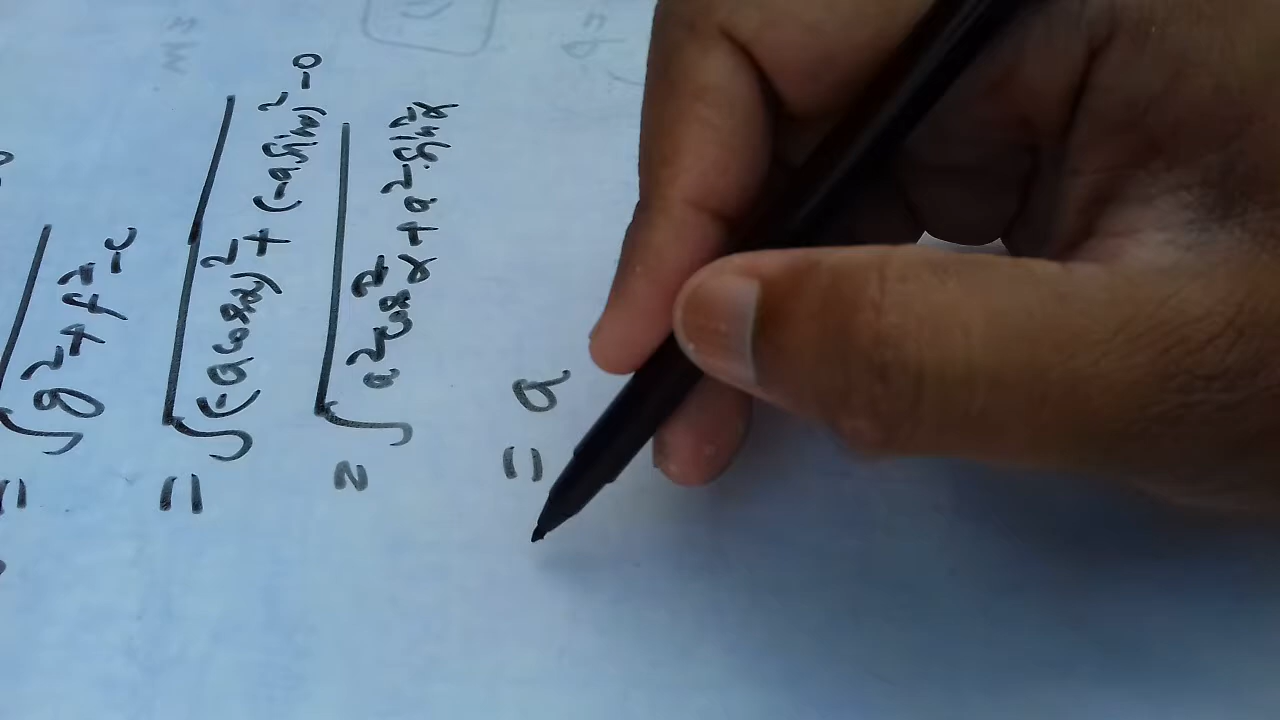 = √g² + f² - c
= √(-a cos α)² + (-a sin α)² - 0
= √a² cos² α + a² sin² α
= a